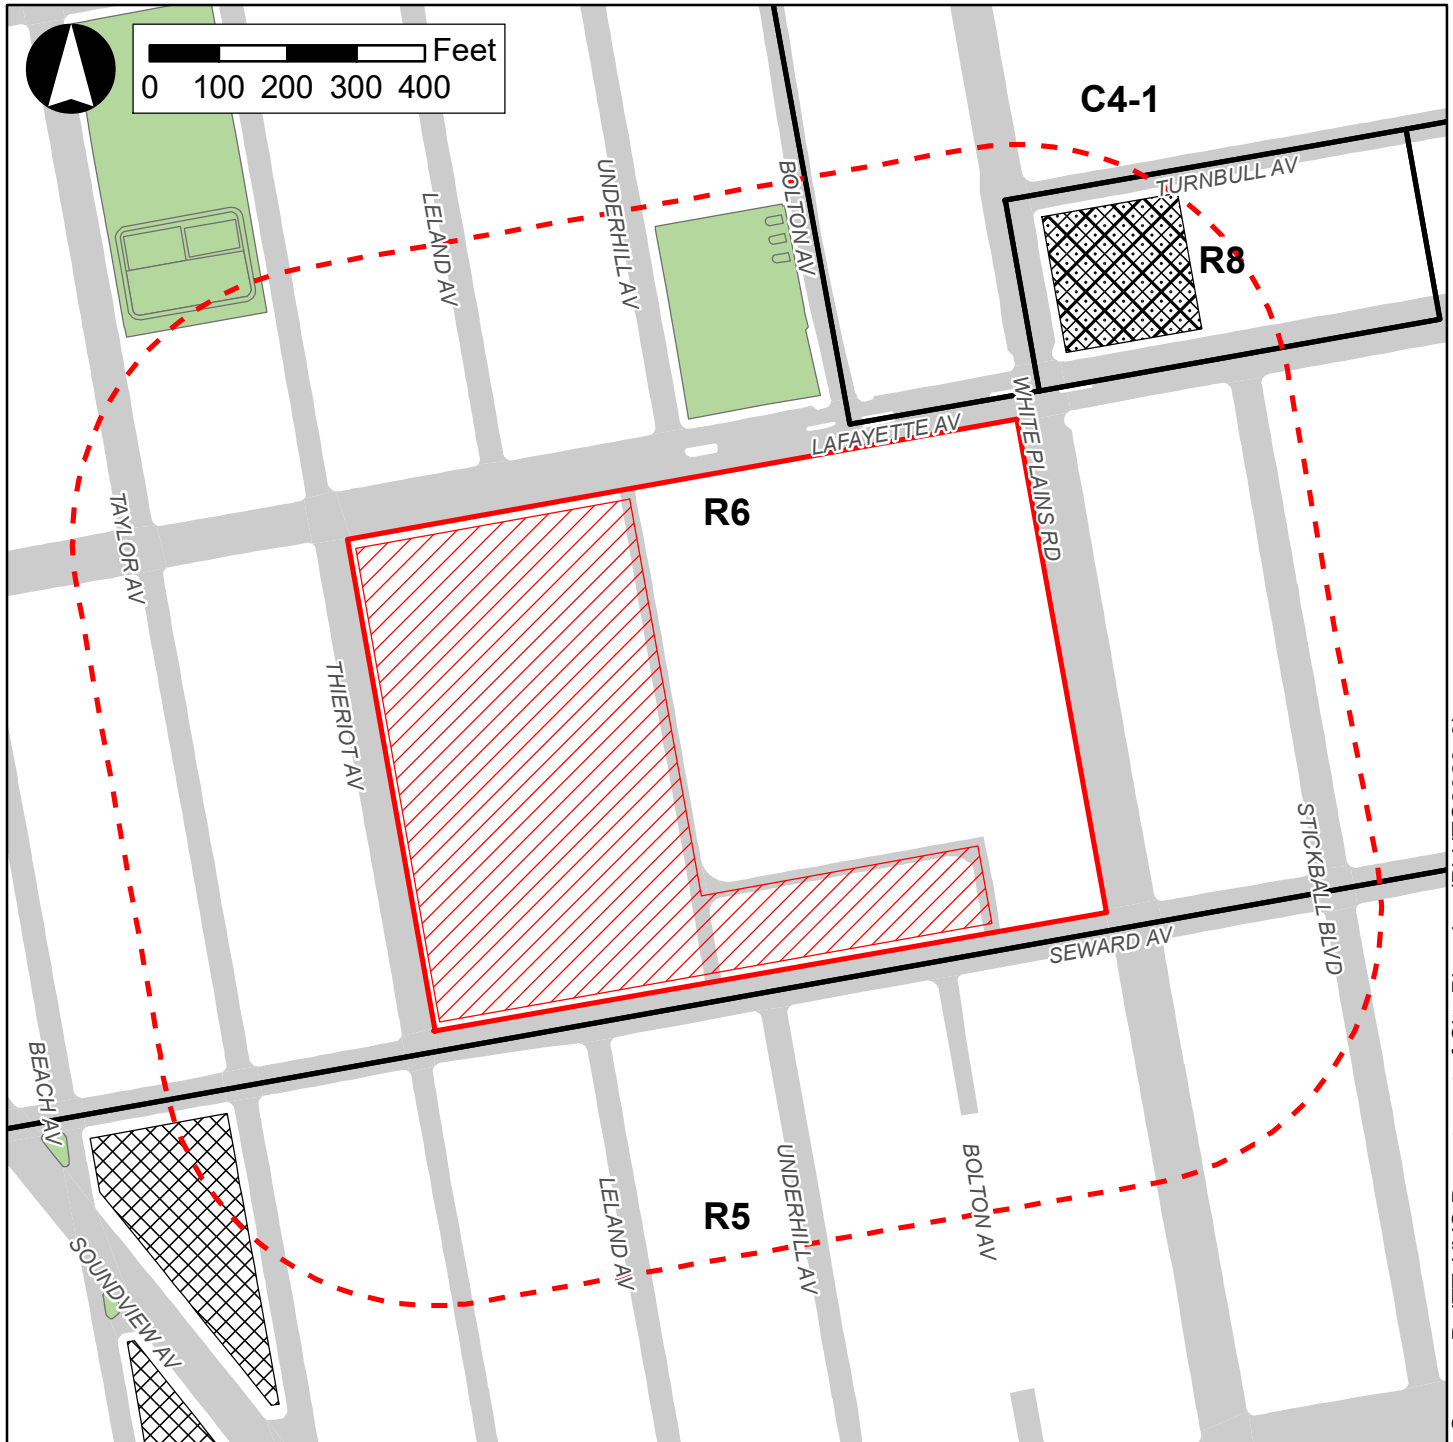 Feet
0 100 200 300 400
C4-1
TURNBULL AV
BOLTON AV
UNDERHILL AV
LELAND AV
R8
WHITE PLAINS RD
LAFAYETTE AV
R6
TAYLOR AV
THIERIOT AV
STICKBALL BLVD
SEWARD AV
BEACH AV
BOLTON AV
UNDERHILL AV
LELAND AV
R5
SOUNDVIEW AV